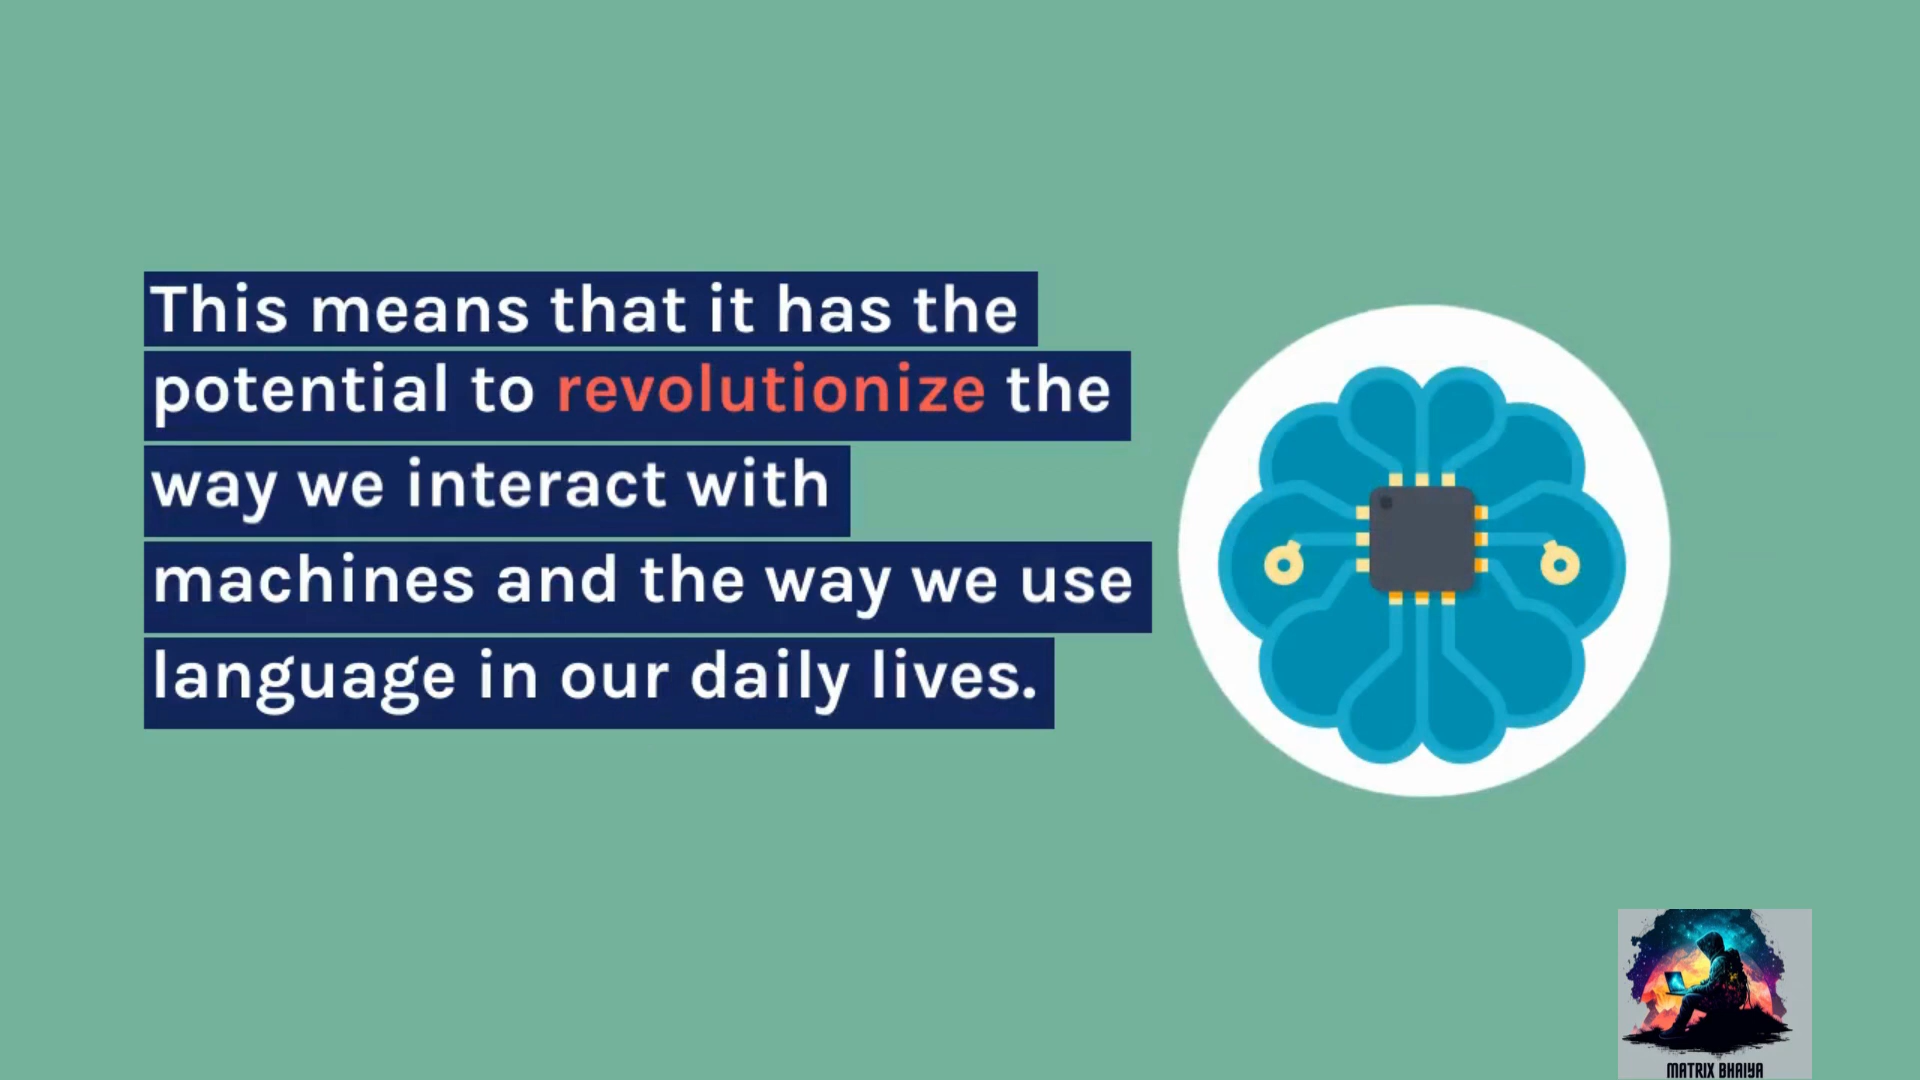 This means that it has the
potential to revolutionize the
way we interact with
machines and the way we use
language in our daily lives.
MATRIX BHAIYA